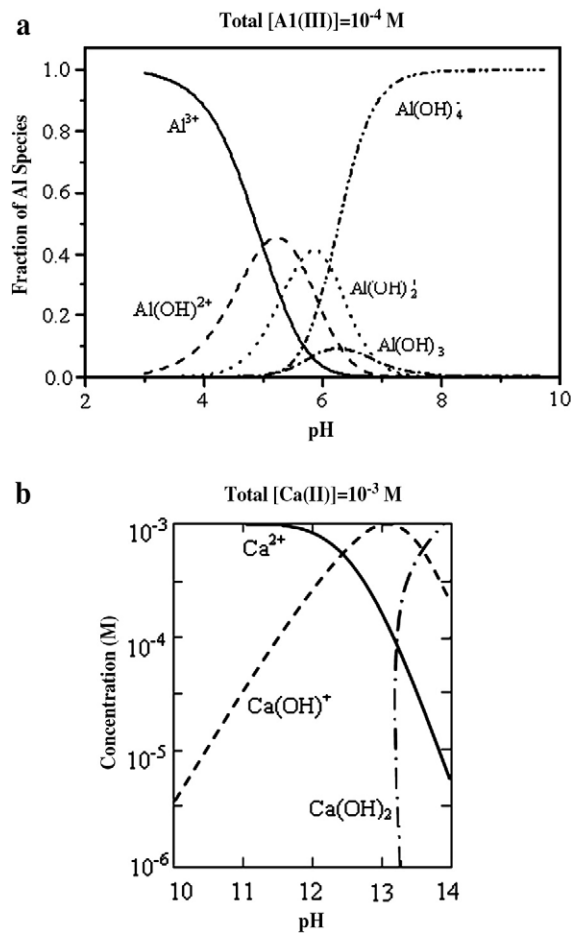 a
Total [A1(III)]=10⁻⁴ M
Fraction of Al Species
1.0
0.8
0.6
0.4
0.2
0.0
Al³⁺
Al(OH)₄⁻
Al(OH)²⁺
Al(OH)₂⁺
Al(OH)₃
2 4 6 8 10
pH
b
Total [Ca(II)]=10⁻³ M
Concentration (M)
10⁻³
10⁻⁴
10⁻⁵
10⁻⁶
Ca²⁺
Ca(OH)⁺
Ca(OH)₂
10 11 12 13 14
pH